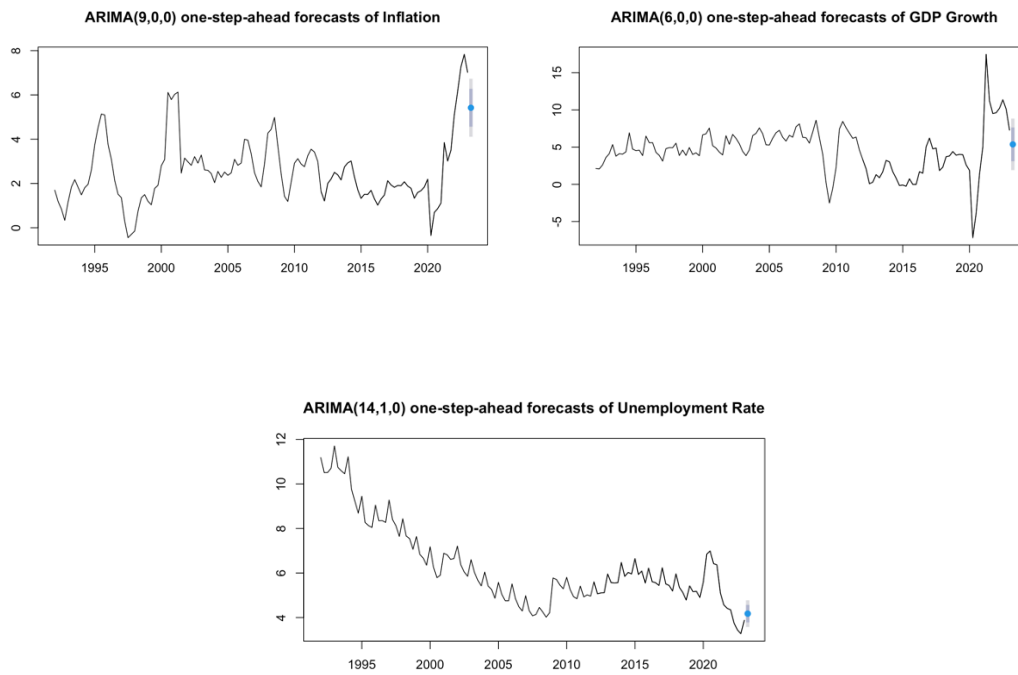 ARIMA(9,0,0) one-step-ahead forecasts of Inflation
8
6
4
2
0
1995 2000 2005 2010 2015 2020
ARIMA(6,0,0) one-step-ahead forecasts of GDP Growth
15
10
5
0
-5
1995 2000 2005 2010 2015 2020
ARIMA(14,1,0) one-step-ahead forecasts of Unemployment Rate
12
10
8
6
4
1995 2000 2005 2010 2015 2020